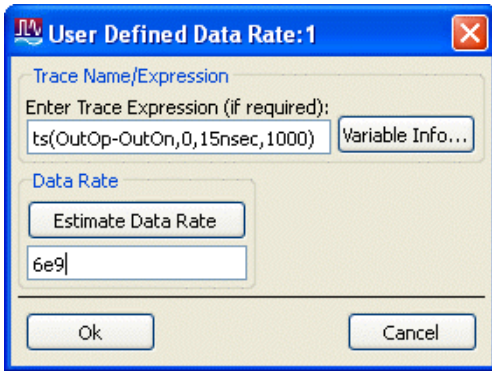 User Defined Data Rate:1
Trace Name/Expression
Enter Trace Expression (if required):
ts(OutOp-OutOn,0,15nsec,1000) Variable Info...
Data Rate
Estimate Data Rate
6e9
Ok Cancel